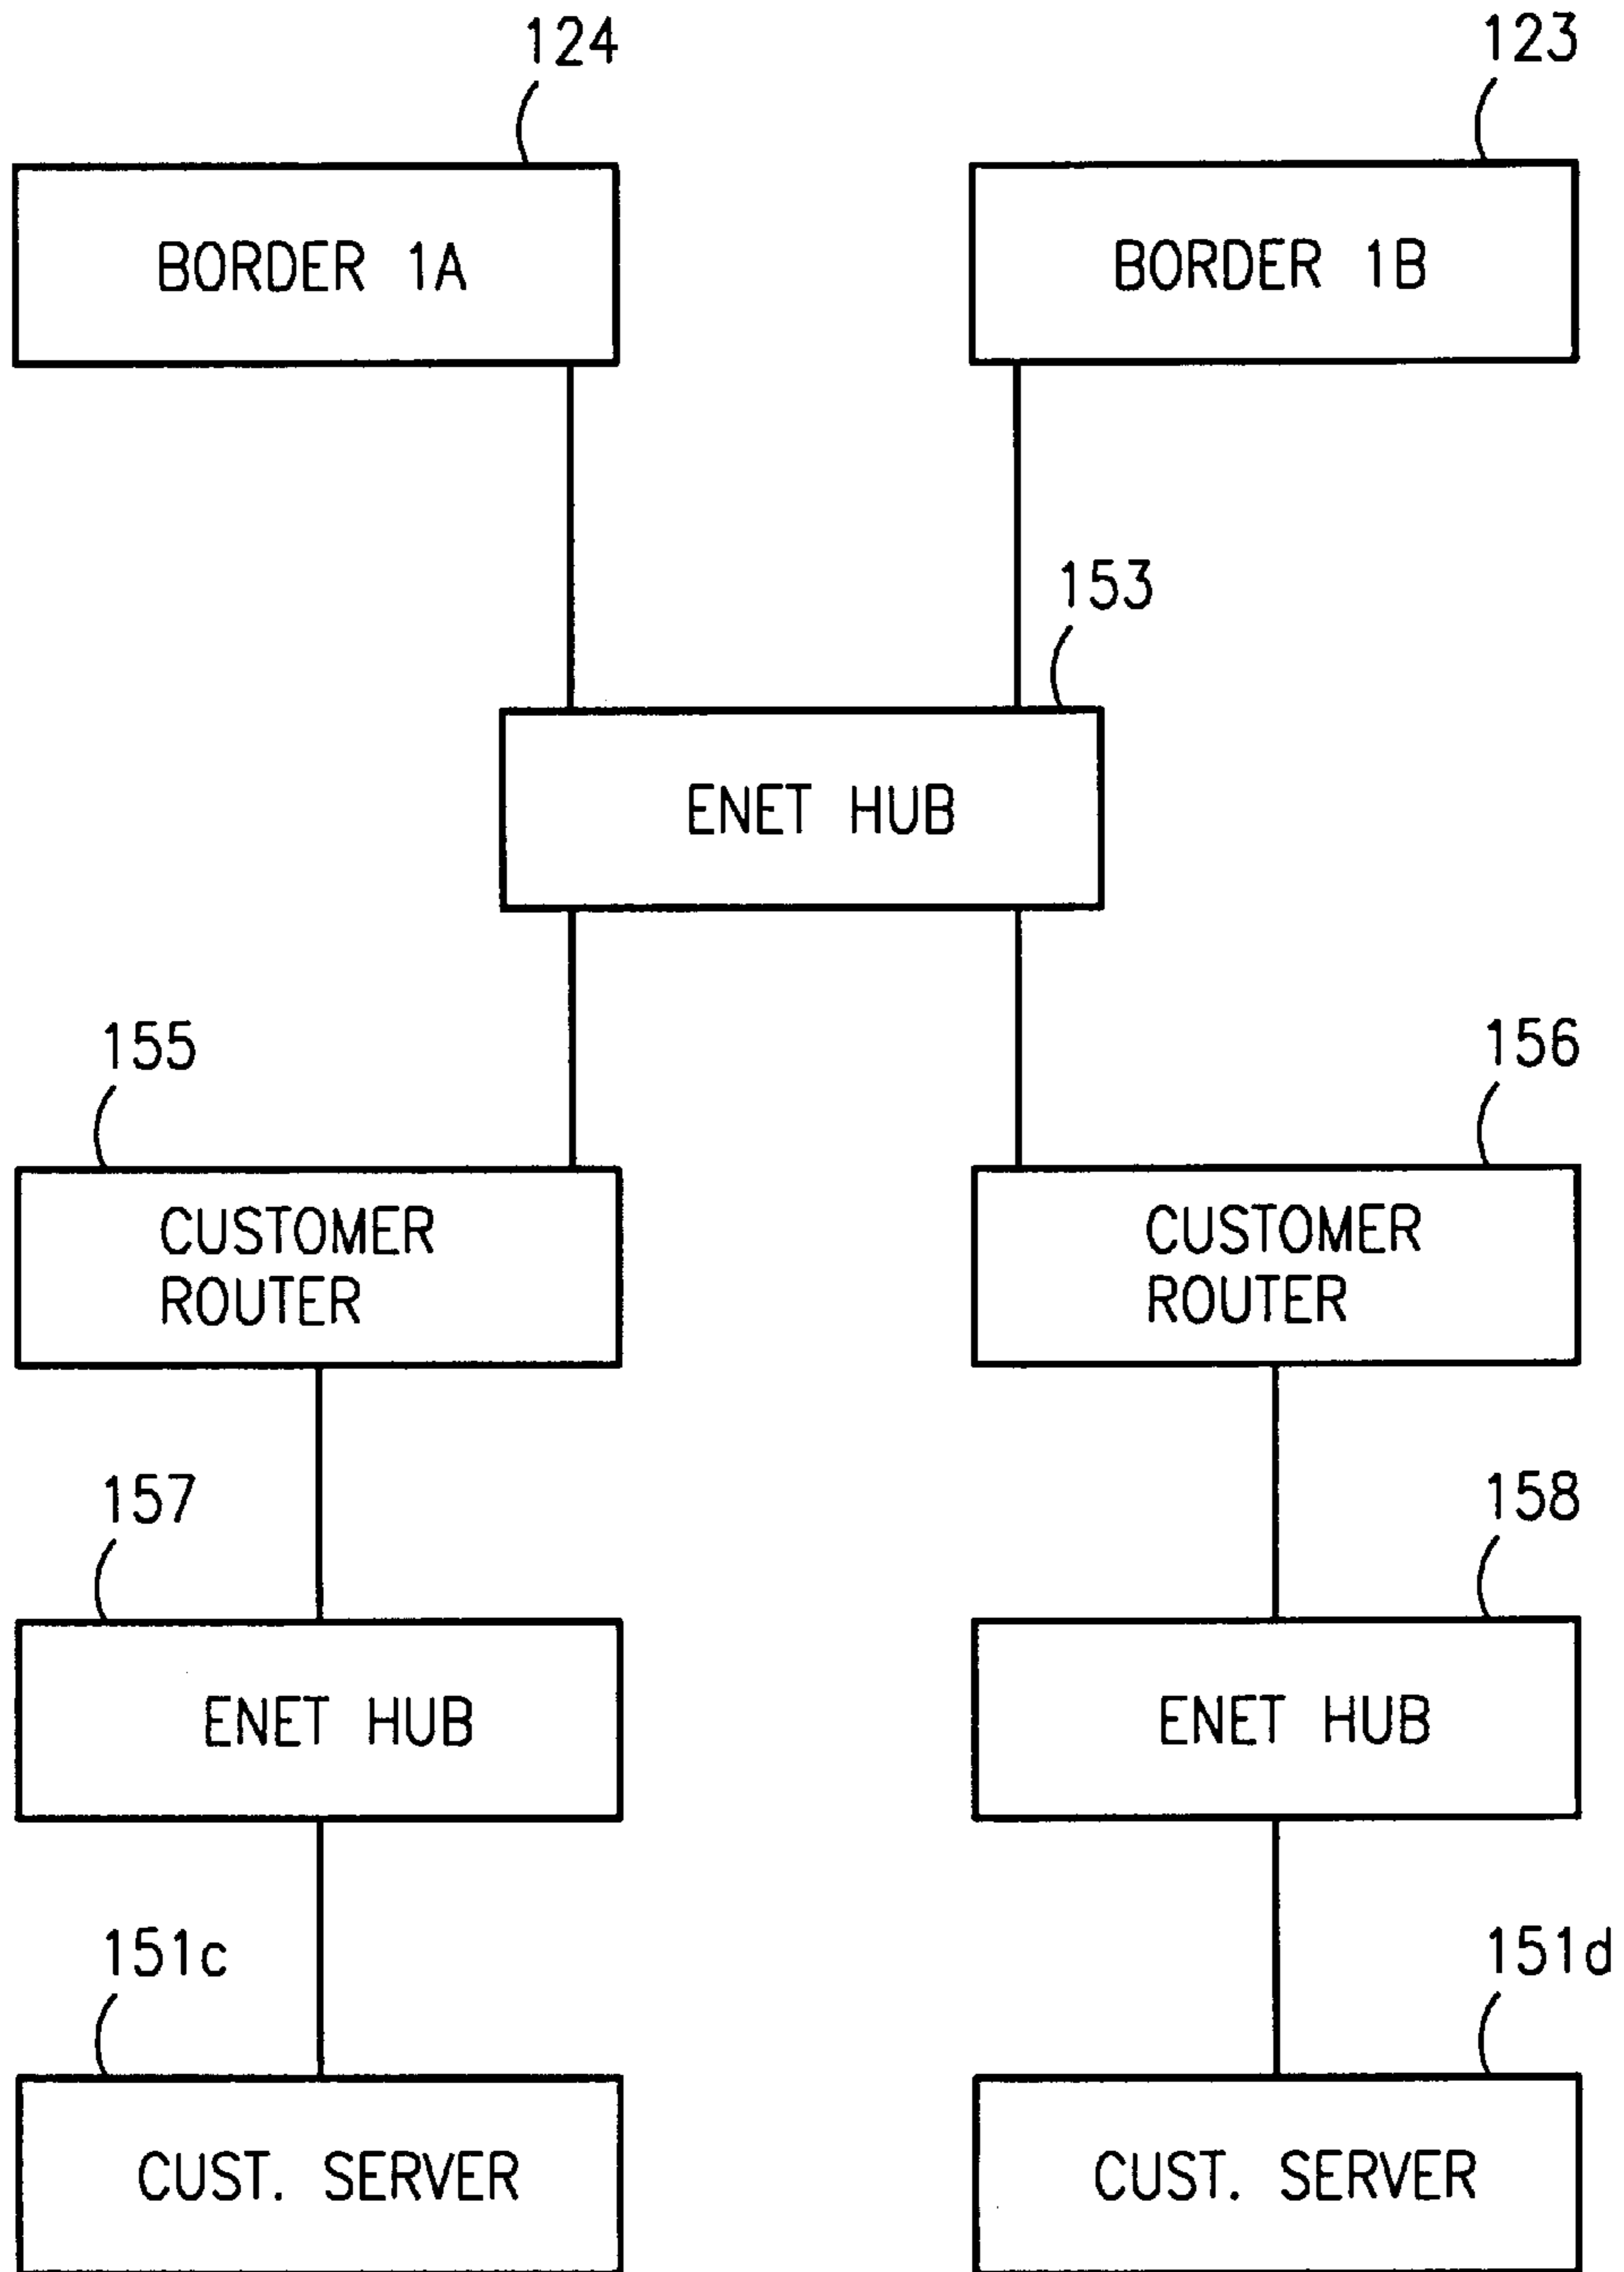 124
123
BORDER 1A
BORDER 1B
153
ENET HUB
155
156
CUSTOMER
ROUTER
CUSTOMER
ROUTER
157
158
ENET HUB
ENET HUB
151c
151d
CUST. SERVER
CUST. SERVER